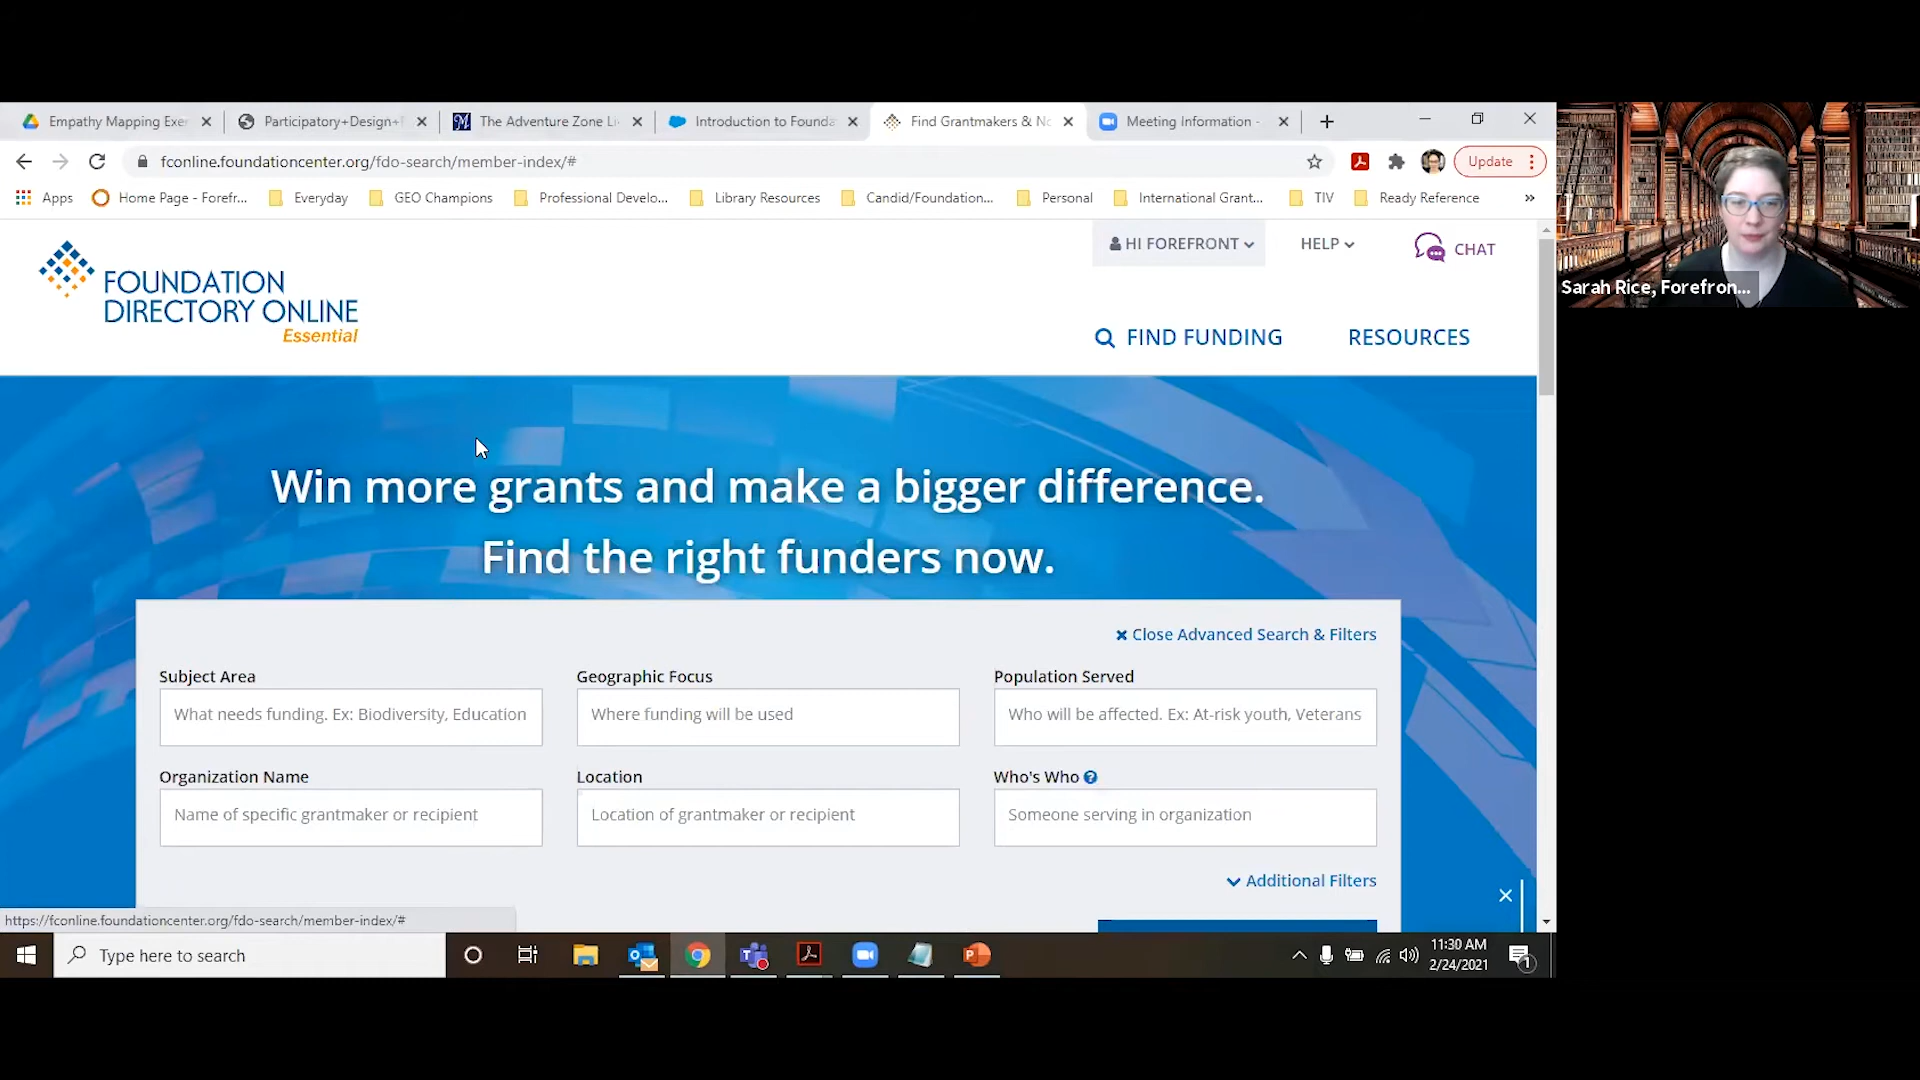 Empathy Mapping Exer
Participatory+Design+
The Adventure Zone Li
Introduction to Founda
Find Grantmakers & No
Meeting Information -
fconline.foundationcenter.org/fdo-search/member-index/#
Update
Apps
Home Page - Forefr...
Everyday
GEO Champions
Professional Develo...
Library Resources
Candid/Foundation...
Personal
International Grant...
TIV
Ready Reference
»
HI FOREFRONT
HELP
CHAT
FOUNDATION
DIRECTORY ONLINE
Essential
FIND FUNDING
RESOURCES
Sarah Rice, Forefron...
Win more grants and make a bigger difference.
Find the right funders now.
Close Advanced Search & Filters
Subject Area
Geographic Focus
Population Served
What needs funding. Ex: Biodiversity, Education
Where funding will be used
Who will be affected. Ex: At-risk youth, Veterans
Organization Name
Location
Who's Who
Name of specific grantmaker or recipient
Location of grantmaker or recipient
Someone serving in organization
Additional Filters
https://fconline.foundationcenter.org/fdo-search/member-index/#
Type here to search
11:30 AM
2/24/2021
1